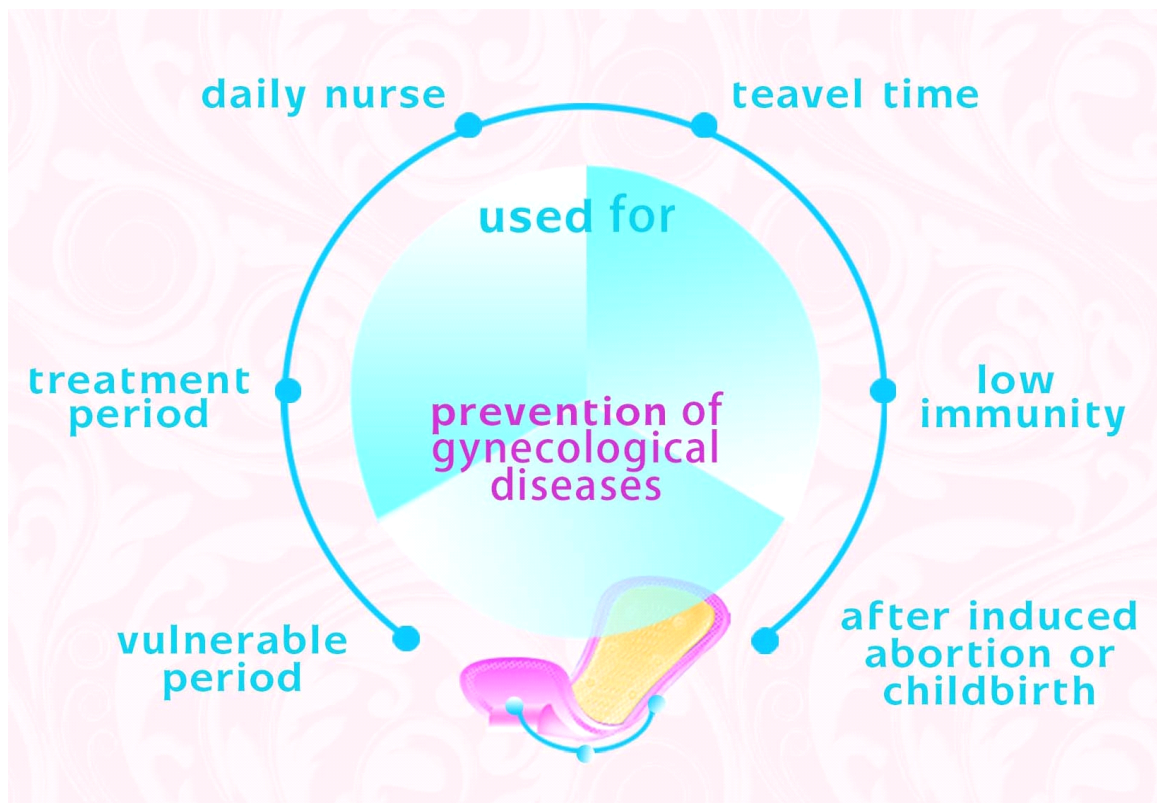 daily nurse
teavel time
used for
treatment
period
prevention of
gynecological
diseases
low
immunity
vulnerable
period
after induced
abortion or
childbirth